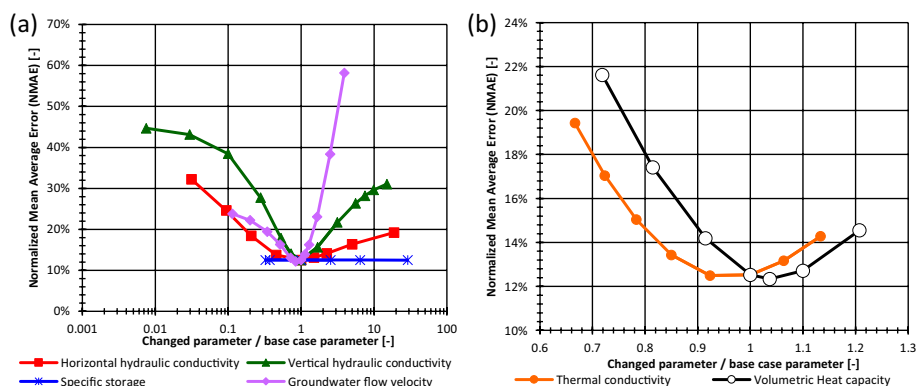 (a)
Normalized Mean Average Error (NMAE) [-]
70%
60%
50%
40%
30%
20%
10%
0%
0.001
0.01
0.1
1
10
100
Changed parameter / base case parameter [-]
Horizontal hydraulic conductivity
Vertical hydraulic conductivity
Specific storage
Groundwater flow velocity
(b)
Normalized Mean Average Error (NMAE) [-]
24%
22%
20%
18%
16%
14%
12%
10%
0.6
0.7
0.8
0.9
1.0
1.1
1.2
1.3
Changed parameter / base case parameter [-]
Thermal conductivity
Volumetric Heat capacity